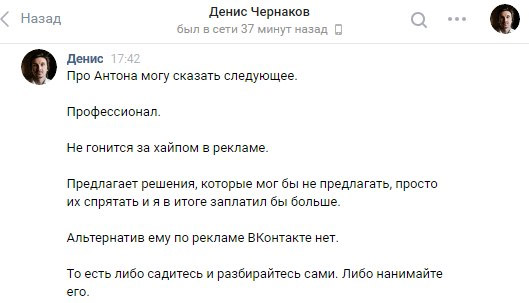 Назад
Денис Чернаков
был в сети 37 минут назад
Денис 17:42
Про Антона могу сказать следующее.
Профессионал.
Не гонится за хайпом в рекламе.
Предлагает решения, которые мог бы не предлагать, просто
их спрятать и я в итоге заплатил бы больше.
Альтернатив ему по рекламе ВКонтакте нет.
То есть либо садитесь и разбирайтесь сами. Либо нанимайте
его.